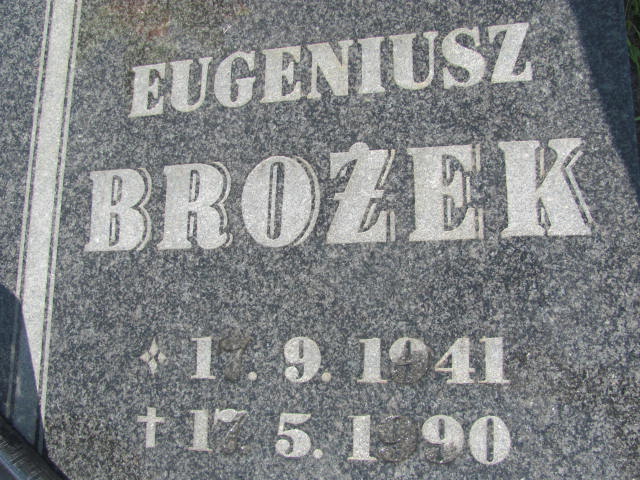 EUGENIUSZ
BROŻEK
17. 9. 1941
✝ 17. 5. 1990